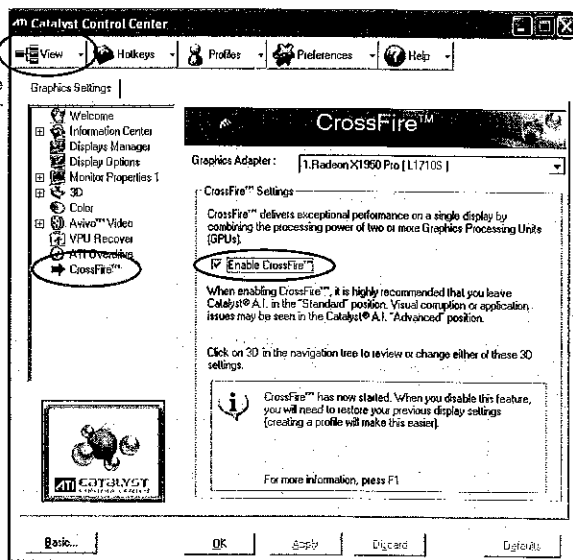 ATI Catalyst Control Center
View
Hotkeys
Profiles
Preferences
Help
Graphics Settings
Welcome
Information Center
Displays Manager
Display Options
Monitor Properties 1
3D
Color
Avivo™ Video
VPU Recover
ATI Overdrive
CrossFire™
CrossFire™
Graphics Adapter :
1.Radeon X1950 Pro [ L1710S ]
CrossFire™ Settings
CrossFire™ delivers exceptional performance on a single display by
combining the processing power of two or more Graphics Processing Units
(GPUs).
Enable CrossFire™
When enabling CrossFire™, it is highly recommended that you leave
Catalyst® A.I. in the "Standard" position. Visual corruption or application
issues may be seen in the Catalyst® A.I. "Advanced" position.
Click on 3D in the navigation tree to review or change either of these 3D
settings.
CrossFire™ has now started. When you disable this feature,
you will need to restore your previous display settings
(creating a profile will make this easier).
For more information, press F1
ATI CATALYST
Basic...
OK
Apply
Discard
Defaults